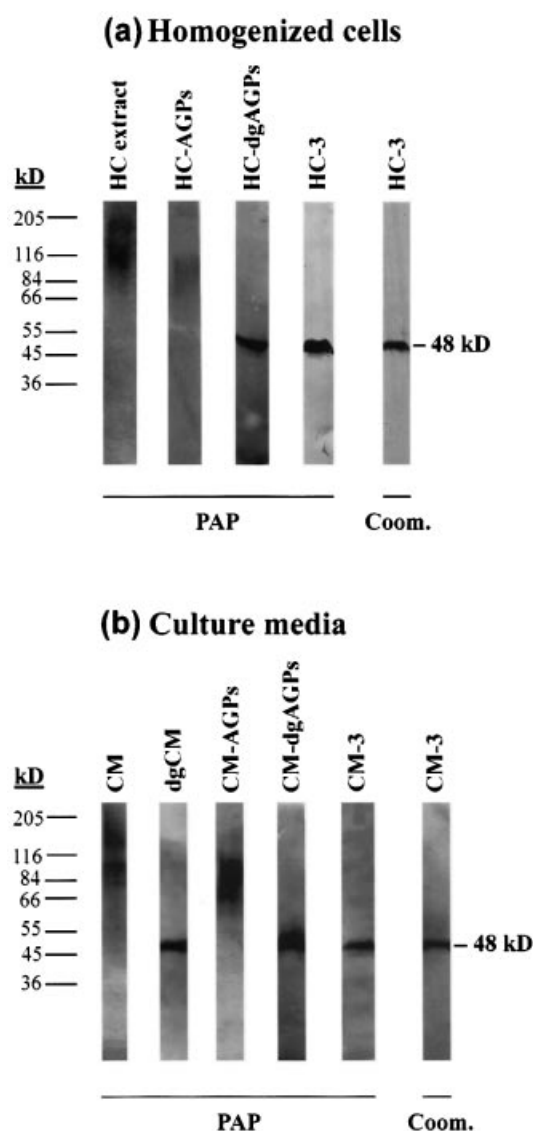 (a) Homogenized cells
kD
HC extract
HC-AGPs
HC-dgAGPs
HC-3
HC-3
205
116
84
66
55
45
36
– 48 kD
PAP
Coom.
(b) Culture media
kD
CM
dgCM
CM-AGPs
CM-dgAGPs
CM-3
CM-3
205
116
84
66
55
45
36
– 48 kD
PAP
Coom.